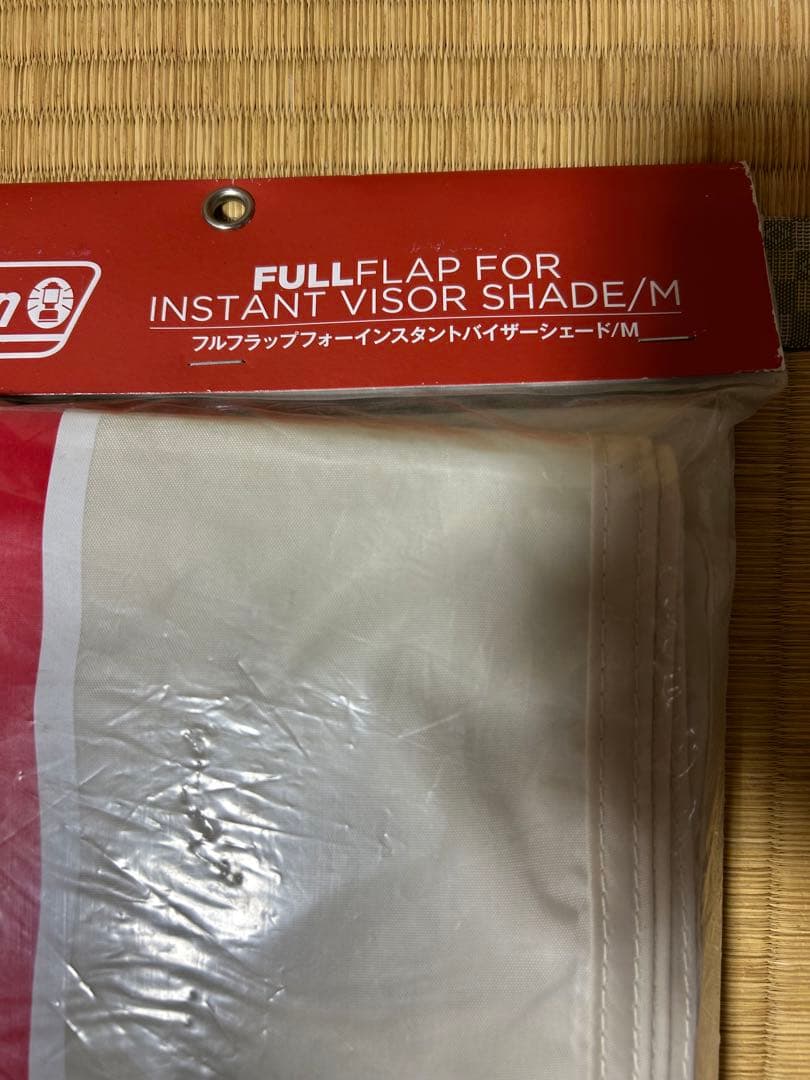 FULLFLAP FOR
INSTANT VISOR SHADE/M
フルフラップフォーインスタントバイザーシェード/M